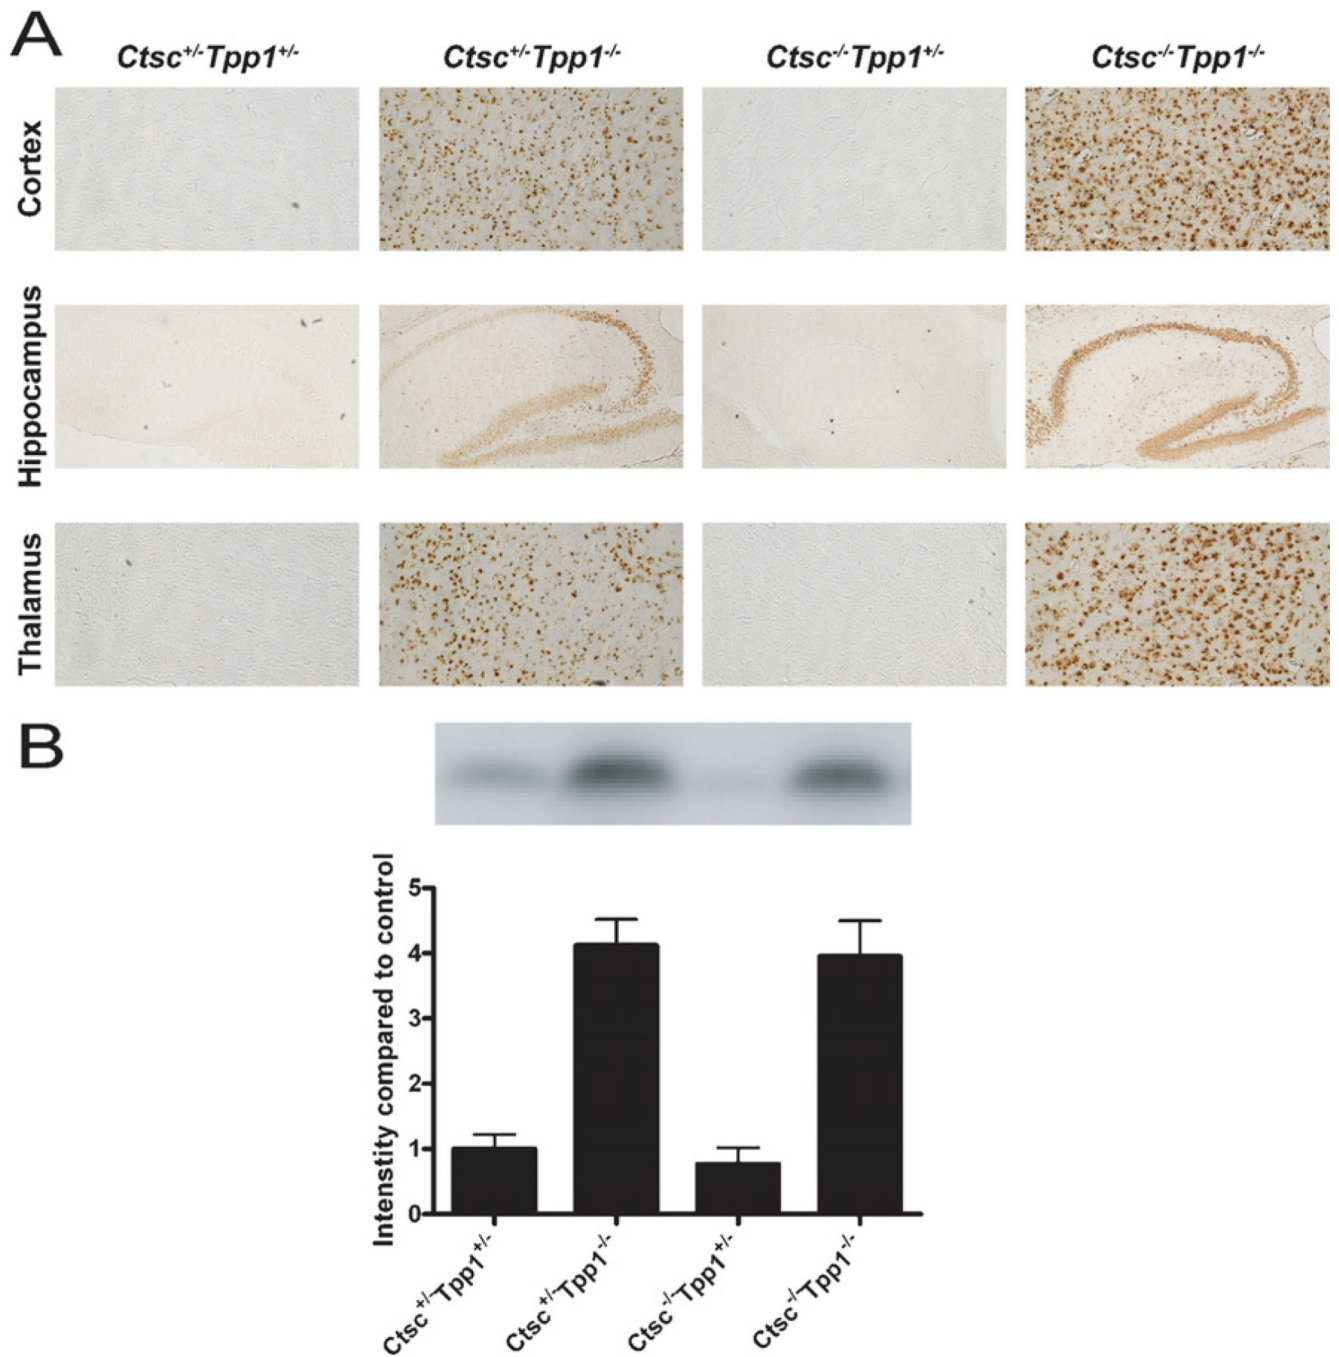 A
Ctsc+/-Tpp1+/- Ctsc+/-Tpp1-/- Ctsc-/-Tpp1+/- Ctsc-/-Tpp1-/-
Cortex
Hippocampus
Thalamus
B
Intenstity compared to control
5
4
3
2
1
0
Ctsc+/-Tpp1+/-
Ctsc+/-Tpp1-/-
Ctsc-/-Tpp1+/-
Ctsc-/-Tpp1-/-